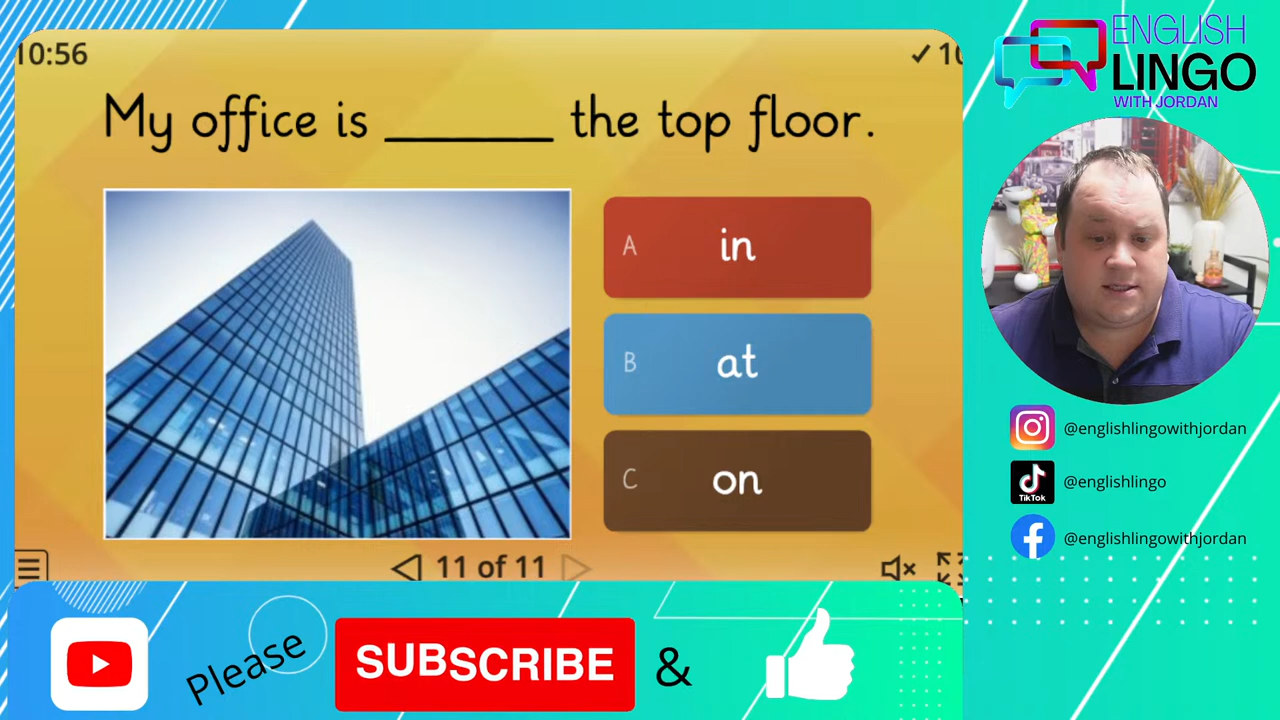 10:56
✓ 10
My office is ______ the top floor.
A in
B at
C on
11 of 11
ENGLISH
LINGO
WITH JORDAN
@englishlingowithjordan
TikTok
@englishlingo
@englishlingowithjordan
Please
SUBSCRIBE
&